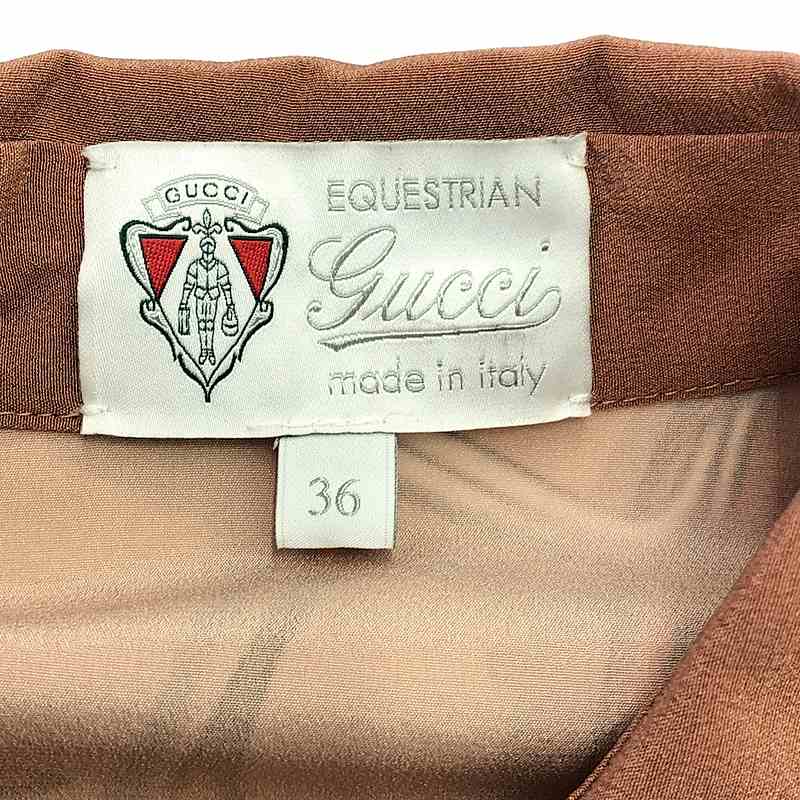 GUCCI
EQUESTRIAN
Gucci
made in italy
36